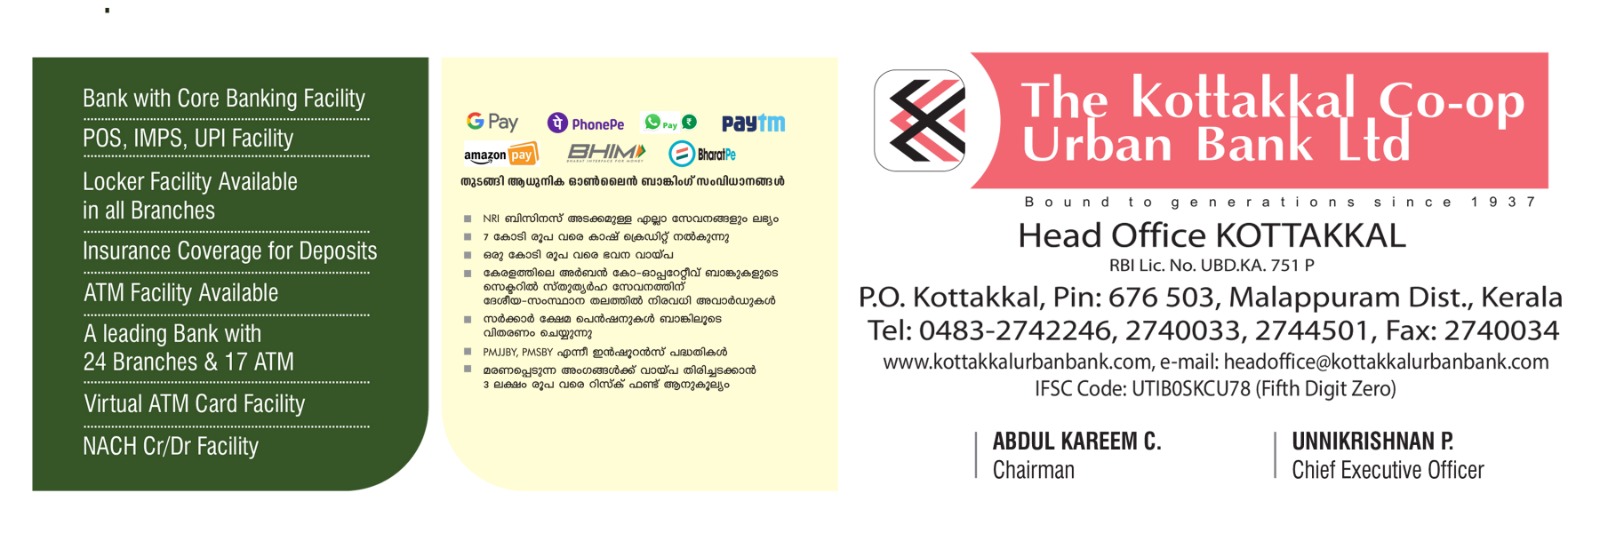 Bank with Core Banking Facility
POS, IMPS, UPI Facility
Locker Facility Available
in all Branches
Insurance Coverage for Deposits
ATM Facility Available
A leading Bank with
24 Branches & 17 ATM
Virtual ATM Card Facility
NACH Cr/Dr Facility
G Pay पे PhonePe Pay ₹ paytm
amazon pay BHIM BharatPe
BHARAT INTERFACE FOR MONEY
തുടങ്ങി ആധുനിക ഓൺലൈൻ ബാങ്കിംഗ് സംവിധാനങ്ങൾ
NRI ബിസിനസ് അടക്കമുള്ള എല്ലാ സേവനങ്ങളും ലഭ്യം
7 കോടി രൂപ വരെ കാഷ് ക്രെഡിറ്റ് നൽകുന്നു
ഒരു കോടി രൂപ വരെ ഭവന വായ്പ
കേരളത്തിലെ അർബൻ കോ-ഓപ്പറേറ്റീവ് ബാങ്കുകളുടെ
സെക്ടറിൽ സ്തുത്യർഹ സേവനത്തിന്
ദേശീയ-സംസ്ഥാന തലത്തിൽ നിരവധി അവാർഡുകൾ
സർക്കാർ ക്ഷേമ പെൻഷനുകൾ ബാങ്കിലൂടെ
വിതരണം ചെയ്യുന്നു
PMJJBY, PMSBY എന്നീ ഇൻഷൂറൻസ് പദ്ധതികൾ
മരണപ്പെടുന്ന അംഗങ്ങൾക്ക് വായ്പ തിരിച്ചടക്കാൻ
3 ലക്ഷം രൂപ വരെ റിസ്ക് ഫണ്ട് ആനുകൂല്യം
The Kottakkal Co-op
Urban Bank Ltd
Bound to generations since 1937
Head Office KOTTAKKAL
RBI Lic. No. UBD.KA. 751 P
P.O. Kottakkal, Pin: 676 503, Malappuram Dist., Kerala
Tel: 0483-2742246, 2740033, 2744501, Fax: 2740034
www.kottakkalurbanbank.com, e-mail: headoffice@kottakkalurbanbank.com
IFSC Code: UTIB0SKCU78 (Fifth Digit Zero)
ABDUL KAREEM C.
Chairman
UNNIKRISHNAN P.
Chief Executive Officer